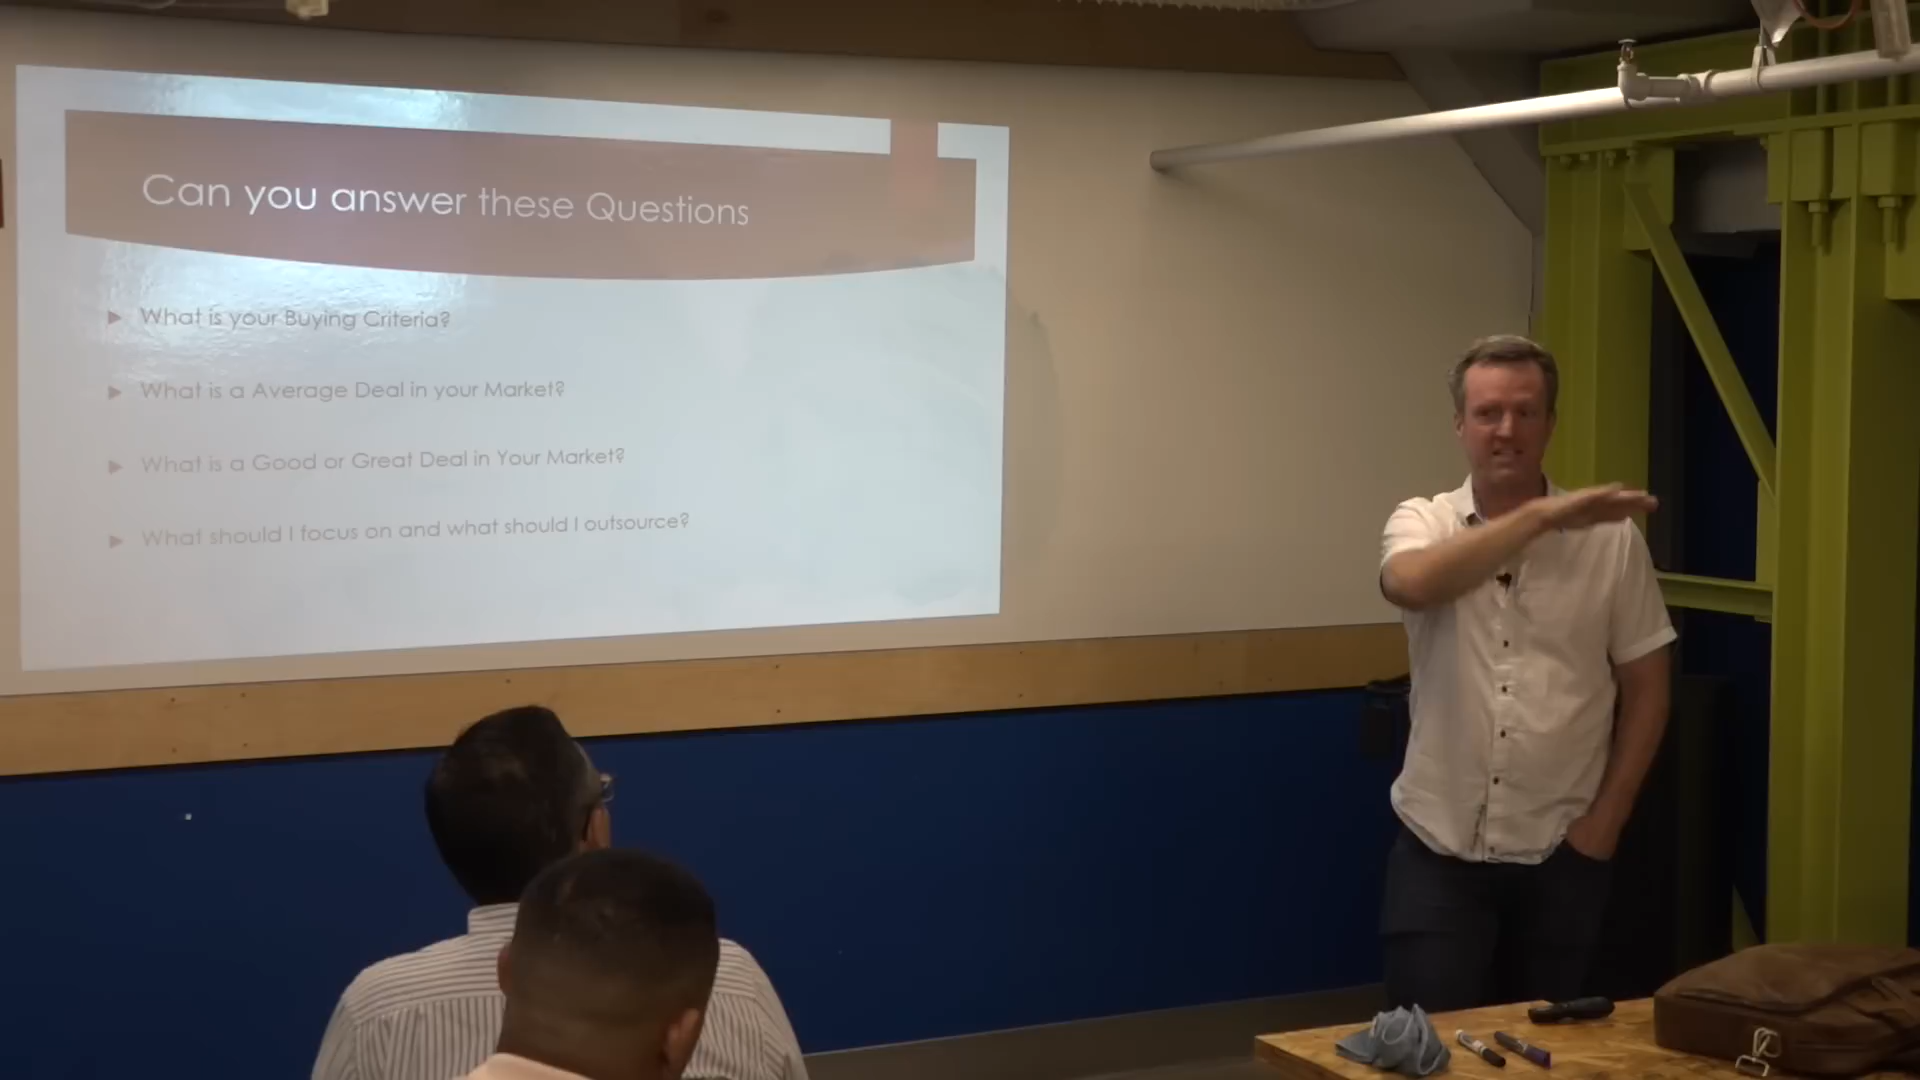 Can you answer these Questions
What is your Buying Criteria?
What is a Average Deal in your Market?
What is a Good or Great Deal in Your Market?
What should I focus on and what should I outsource?